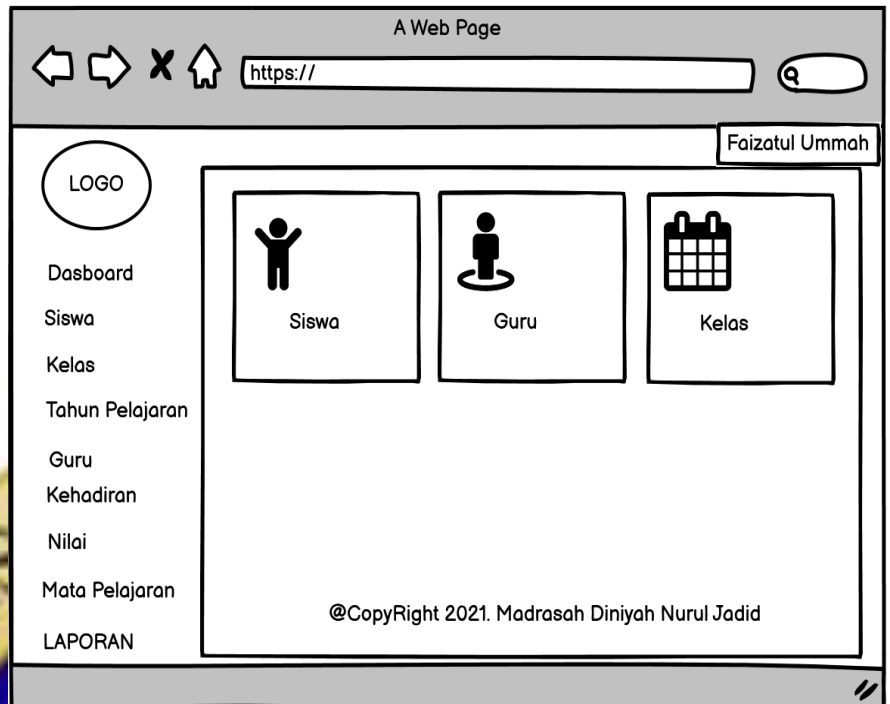 A Web Page
https://
Faizatul Ummah
LOGO
Dasboard
Siswa
Kelas
Tahun Pelajaran
Guru
Kehadiran
Nilai
Mata Pelajaran
LAPORAN
Siswa
Guru
Kelas
@CopyRight 2021. Madrasah Diniyah Nurul Jadid